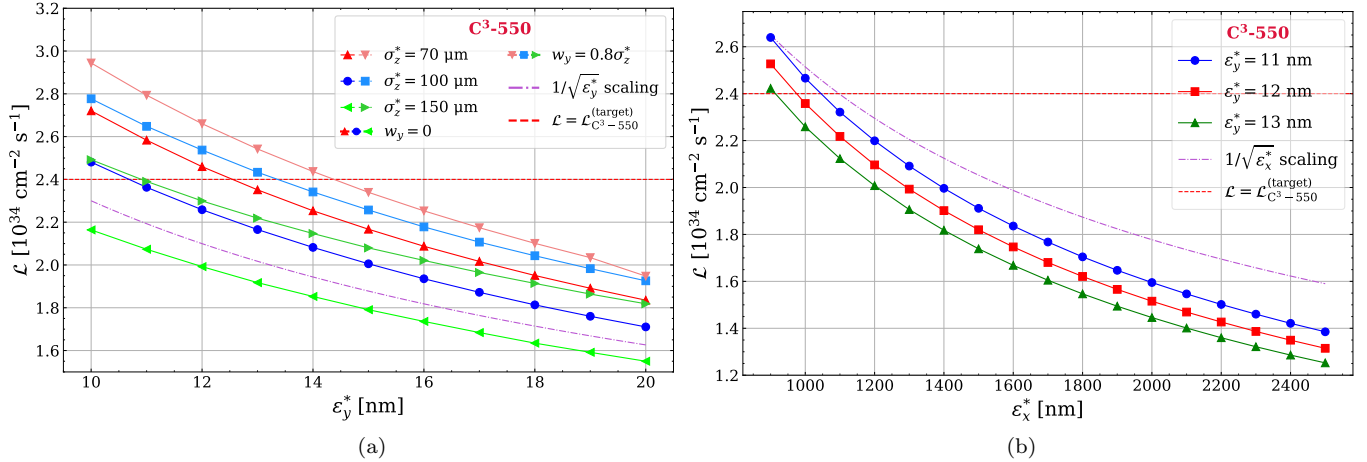 C³-550
σ*z = 70 μm
σ*z = 100 μm
σ*z = 150 μm
w_y = 0
w_y = 0.8σ*z
1/√ε*y scaling
ℒ = ℒ^(target)_C³−550
3.2
3.0
2.8
2.6
2.4
2.2
2.0
1.8
1.6
ℒ [10³⁴ cm⁻² s⁻¹]
10 12 14 16 18 20
ε*y [nm]
(a)
C³-550
ε*y = 11 nm
ε*y = 12 nm
ε*y = 13 nm
1/√ε*x scaling
ℒ = ℒ^(target)_C³−550
2.6
2.4
2.2
2.0
1.8
1.6
1.4
1.2
ℒ [10³⁴ cm⁻² s⁻¹]
1000 1200 1400 1600 1800 2000 2200 2400
ε*x [nm]
(b)